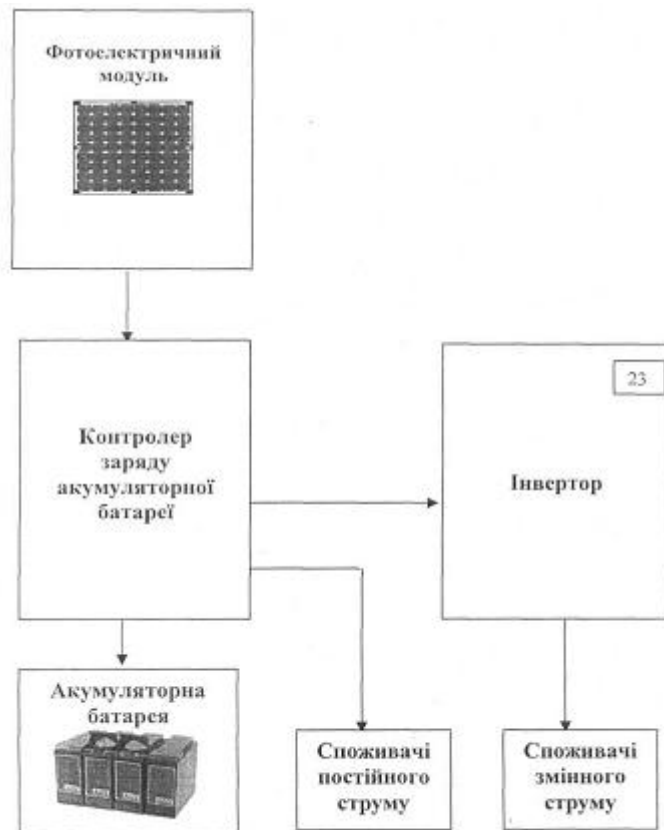 Фотоелектричний
модуль
23
Контролер
заряду
акумуляторної
батареї
Інвертор
Акумуляторна
батарея
Споживачі
постійного
струму
Споживачі
змінного
струму